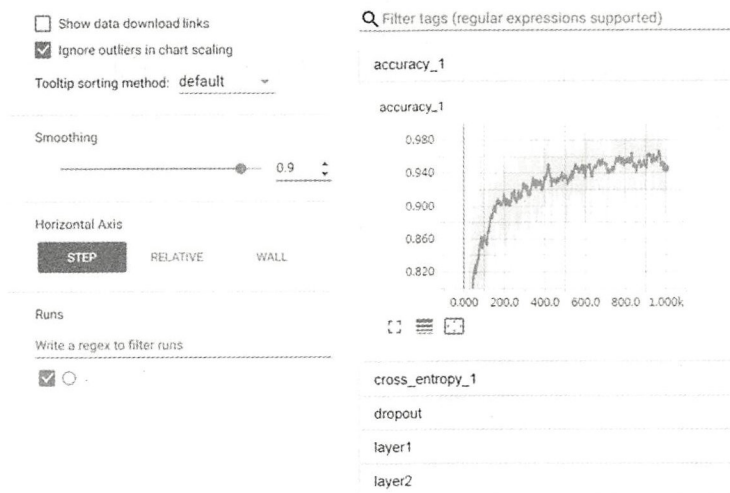 Show data download links
Ignore outliers in chart scaling
Tooltip sorting method: default
Smoothing
0.9
Horizontal Axis
STEP RELATIVE WALL
Runs
Write a regex to filter runs
Filter tags (regular expressions supported)
accuracy_1
accuracy_1
0.980
0.940
0.900
0.860
0.820
0.000 200.0 400.0 600.0 800.0 1.000k
cross_entropy_1
dropout
layer1
layer2